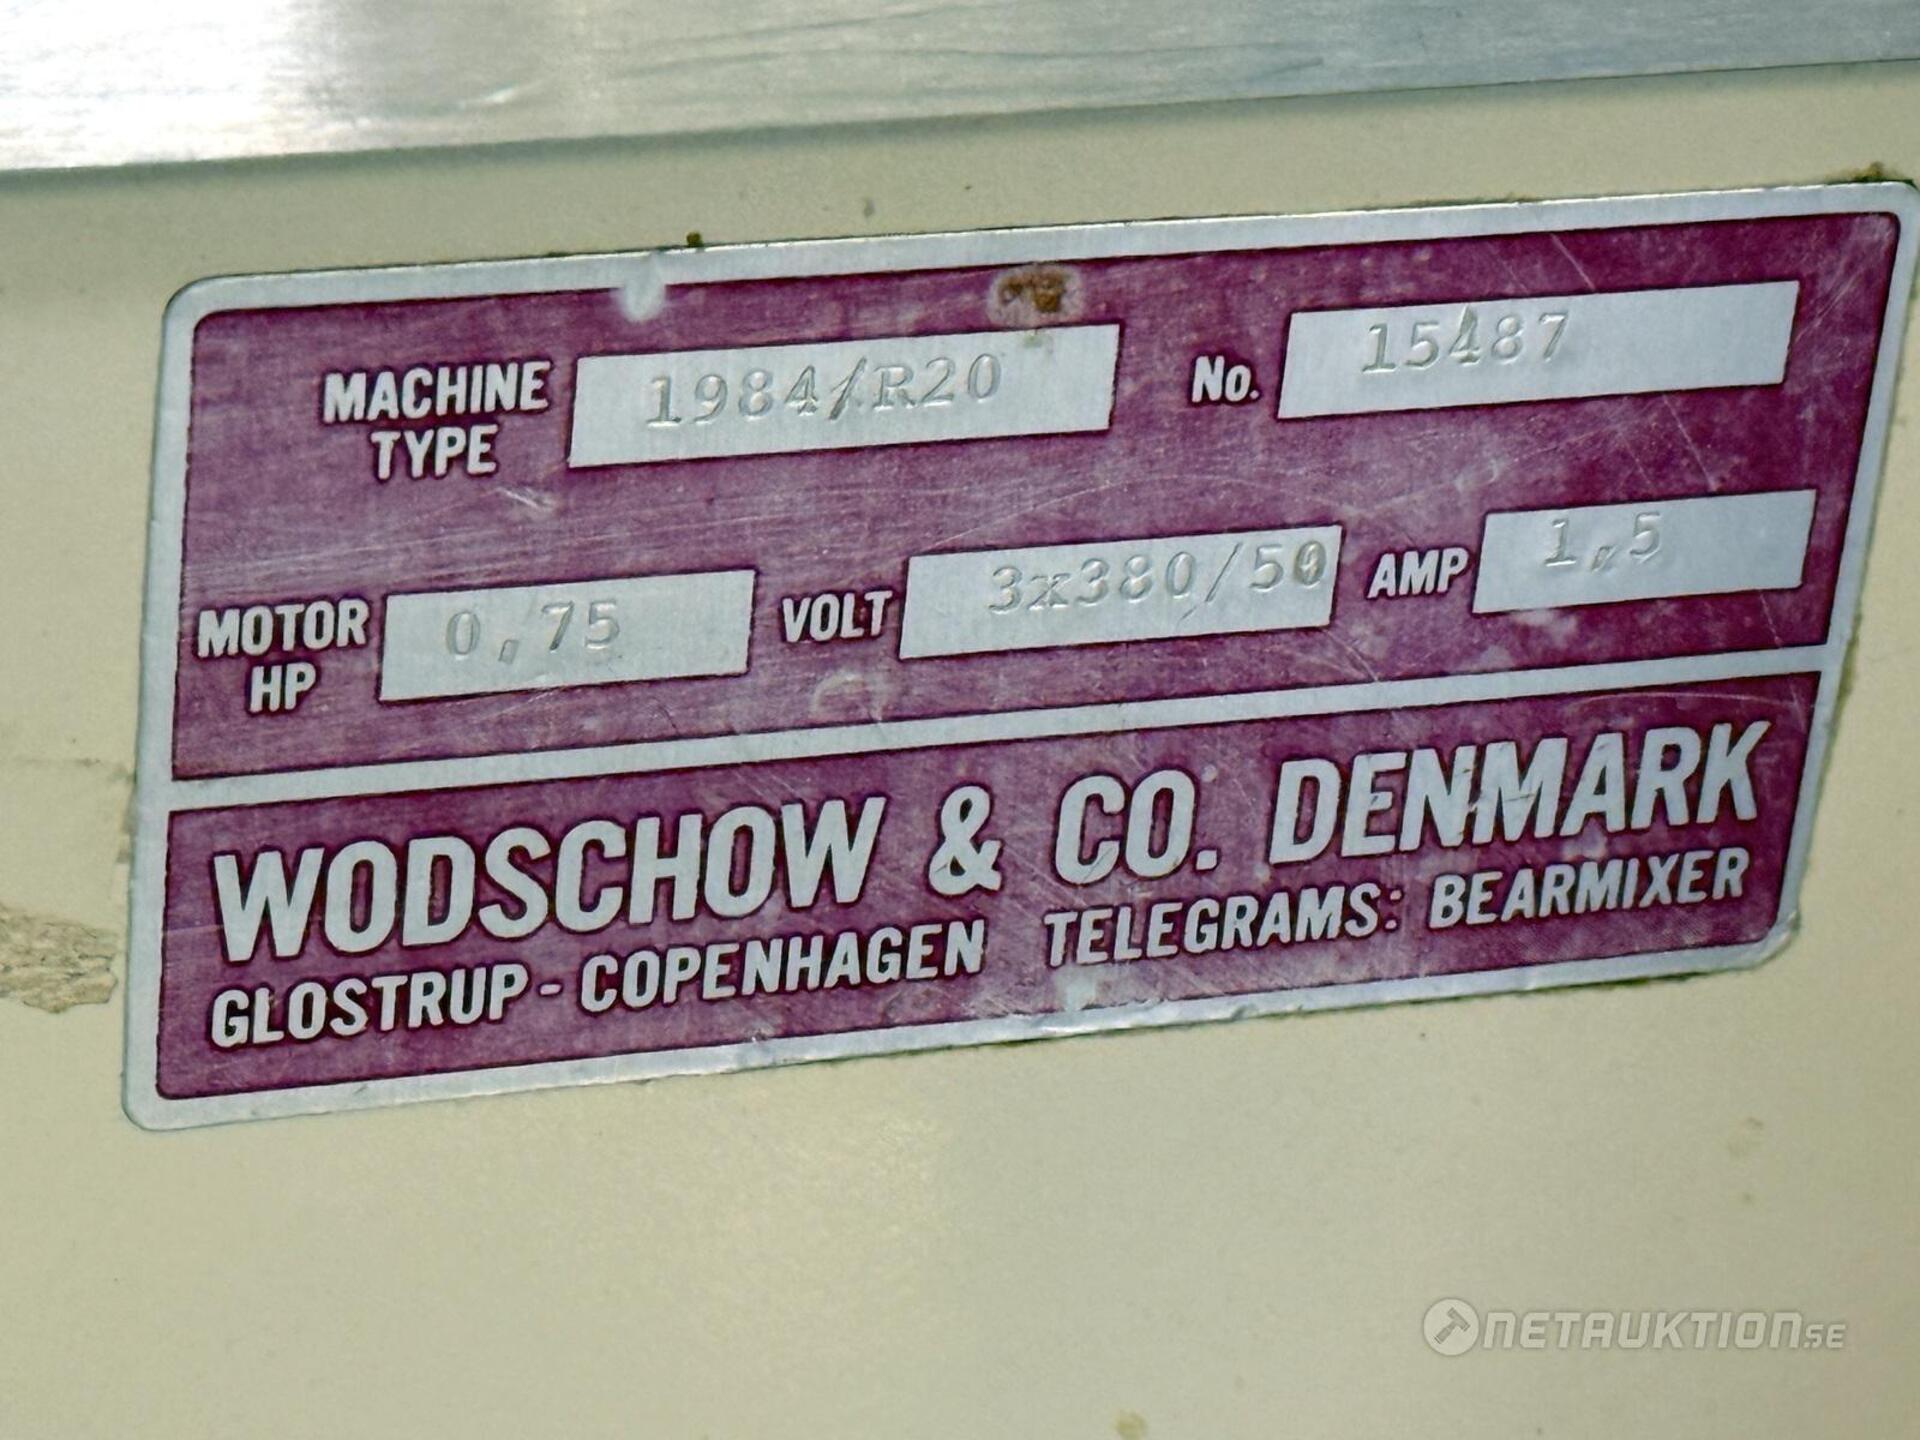 MACHINE TYPE 1984/R20 No. 15487
MOTOR HP 0,75 VOLT 3x380/50 AMP 1,5
WODSCHOW & CO. DENMARK
GLOSTRUP - COPENHAGEN TELEGRAMS: BEARMIXER
NETAUKTION.SE